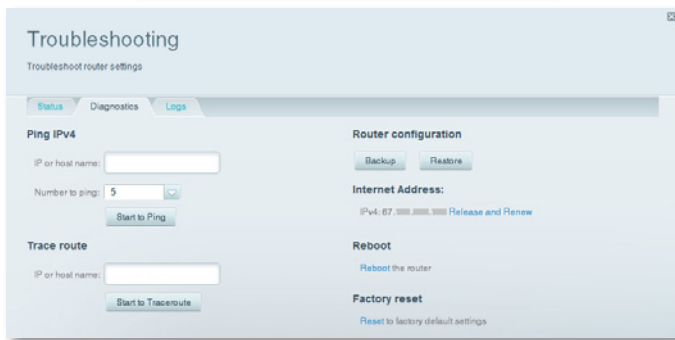 Troubleshooting
Troubleshoot router settings
Status
Diagnostics
Logs
Ping IPv4
IP or host name:
Number to ping: 5
Start to Ping
Trace route
IP or host name:
Start to Traceroute
Router configuration
Backup
Restore
Internet Address:
IPv4: 67. Release and Renew
Reboot
Reboot the router
Factory reset
Reset to factory default settings